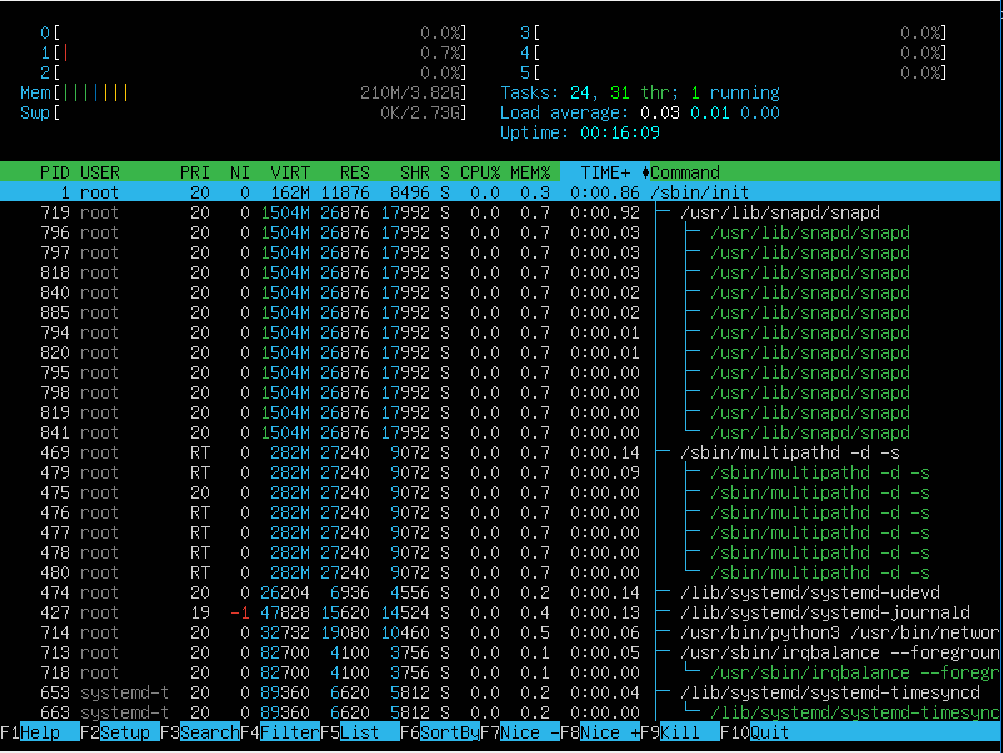 0[ 0.0%] 3[ 0.0%]
1[| 0.7%] 4[ 0.0%]
2[ 0.0%] 5[ 0.0%]
Mem[||||||| 210M/3.82G] Tasks: 24, 31 thr; 1 running
Swp[ 0K/2.73G] Load average: 0.03 0.01 0.00
Uptime: 00:16:09
PID USER PRI NI VIRT RES SHR S CPU% MEM% TIME+ Command
1 root 20 0 162M 11876 8496 S 0.0 0.3 0:00.86 /sbin/init
719 root 20 0 1504M 26876 17992 S 0.0 0.7 0:00.92 ├─ /usr/lib/snapd/snapd
796 root 20 0 1504M 26876 17992 S 0.0 0.7 0:00.03 │ ├─ /usr/lib/snapd/snapd
797 root 20 0 1504M 26876 17992 S 0.0 0.7 0:00.03 │ ├─ /usr/lib/snapd/snapd
818 root 20 0 1504M 26876 17992 S 0.0 0.7 0:00.03 │ ├─ /usr/lib/snapd/snapd
840 root 20 0 1504M 26876 17992 S 0.0 0.7 0:00.02 │ ├─ /usr/lib/snapd/snapd
885 root 20 0 1504M 26876 17992 S 0.0 0.7 0:00.02 │ ├─ /usr/lib/snapd/snapd
794 root 20 0 1504M 26876 17992 S 0.0 0.7 0:00.01 │ ├─ /usr/lib/snapd/snapd
820 root 20 0 1504M 26876 17992 S 0.0 0.7 0:00.01 │ ├─ /usr/lib/snapd/snapd
795 root 20 0 1504M 26876 17992 S 0.0 0.7 0:00.00 │ ├─ /usr/lib/snapd/snapd
798 root 20 0 1504M 26876 17992 S 0.0 0.7 0:00.00 │ ├─ /usr/lib/snapd/snapd
819 root 20 0 1504M 26876 17992 S 0.0 0.7 0:00.00 │ ├─ /usr/lib/snapd/snapd
841 root 20 0 1504M 26876 17992 S 0.0 0.7 0:00.00 │ └─ /usr/lib/snapd/snapd
469 root RT 0 282M 27240 9072 S 0.0 0.7 0:00.14 ├─ /sbin/multipathd -d -s
479 root RT 0 282M 27240 9072 S 0.0 0.7 0:00.09 │ ├─ /sbin/multipathd -d -s
475 root RT 0 282M 27240 9072 S 0.0 0.7 0:00.00 │ ├─ /sbin/multipathd -d -s
476 root RT 0 282M 27240 9072 S 0.0 0.7 0:00.00 │ ├─ /sbin/multipathd -d -s
477 root RT 0 282M 27240 9072 S 0.0 0.7 0:00.00 │ ├─ /sbin/multipathd -d -s
478 root RT 0 282M 27240 9072 S 0.0 0.7 0:00.00 │ ├─ /sbin/multipathd -d -s
480 root RT 0 282M 27240 9072 S 0.0 0.7 0:00.00 │ └─ /sbin/multipathd -d -s
474 root 20 0 26204 6936 4556 S 0.0 0.2 0:00.14 ├─ /lib/systemd/systemd-udevd
427 root 19 -1 47828 15620 14524 S 0.0 0.4 0:00.13 ├─ /lib/systemd/systemd-journald
714 root 20 0 32732 19080 10460 S 0.0 0.5 0:00.06 ├─ /usr/bin/python3 /usr/bin/networ
713 root 20 0 82700 4100 3756 S 0.0 0.1 0:00.05 ├─ /usr/sbin/irqbalance --foregroun
718 root 20 0 82700 4100 3756 S 0.0 0.1 0:00.00 │ └─ /usr/sbin/irqbalance --foregr
653 systemd-t 20 0 89360 6620 5812 S 0.0 0.2 0:00.04 ├─ /lib/systemd/systemd-timesyncd
663 systemd-t 20 0 89360 6620 5812 S 0.0 0.2 0:00.00 │ └─ /lib/systemd/systemd-timesync
F1Help F2Setup F3SearchF4FilterF5List F6SortByF7Nice -F8Nice +F9Kill F10Quit